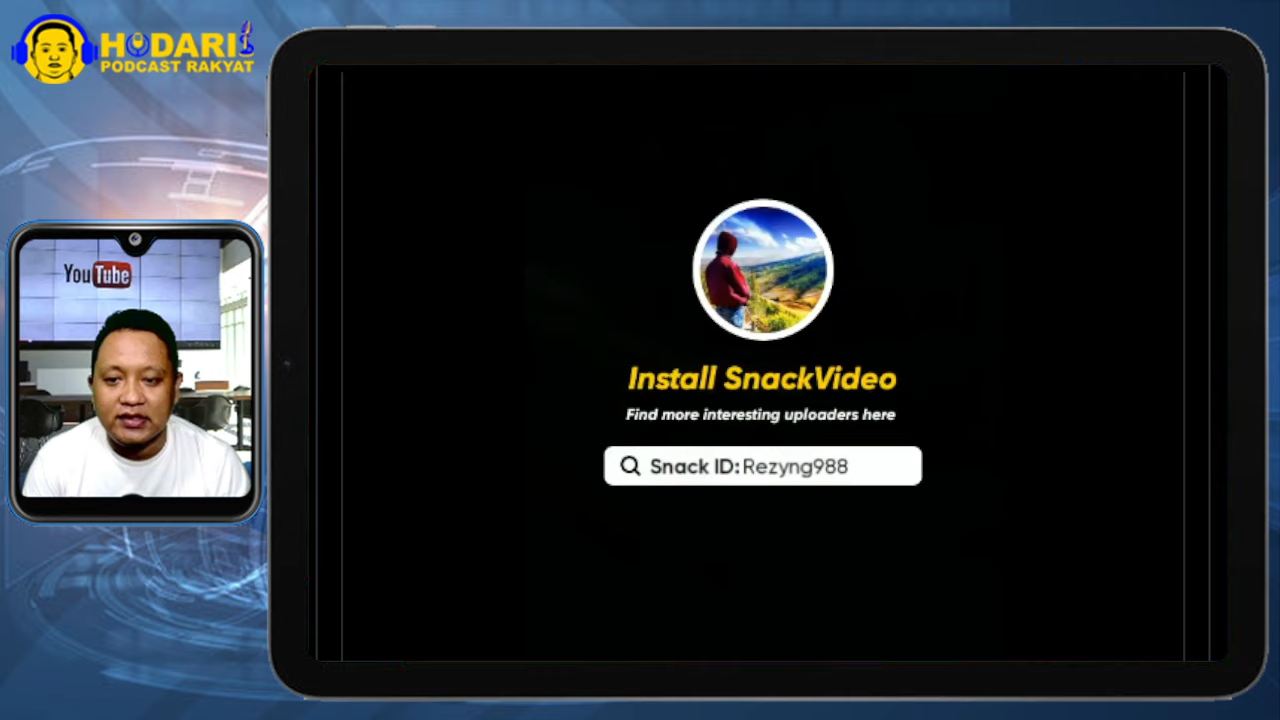 HODARI
PODCAST RAKYAT
YouTube
Install SnackVideo
Find more interesting uploaders here
Snack ID: Rezyng988